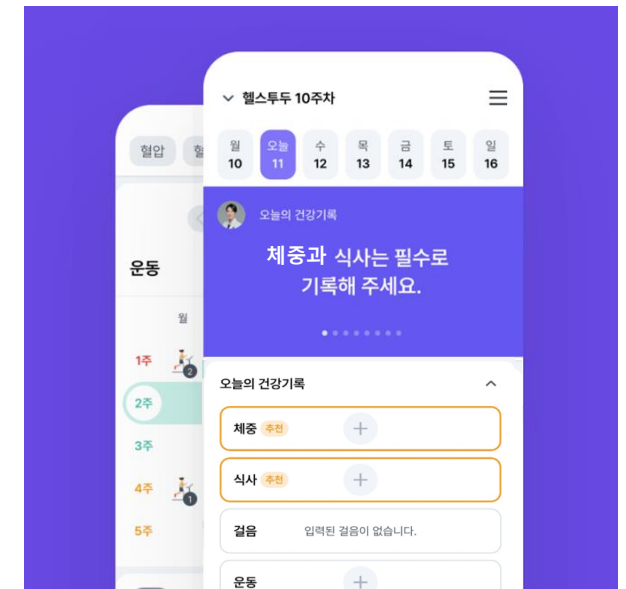 헬스투두 10주차
월 오늘 수 목 금 토 일
10 11 12 13 14 15 16
오늘의 건강기록
체중과 식사는 필수로
기록해 주세요.
오늘의 건강기록
체중 추천
식사 추천
걸음 입력된 걸음이 없습니다.
운동
혈압
운동
월
1주 2
2주
3주
4주 1
5주